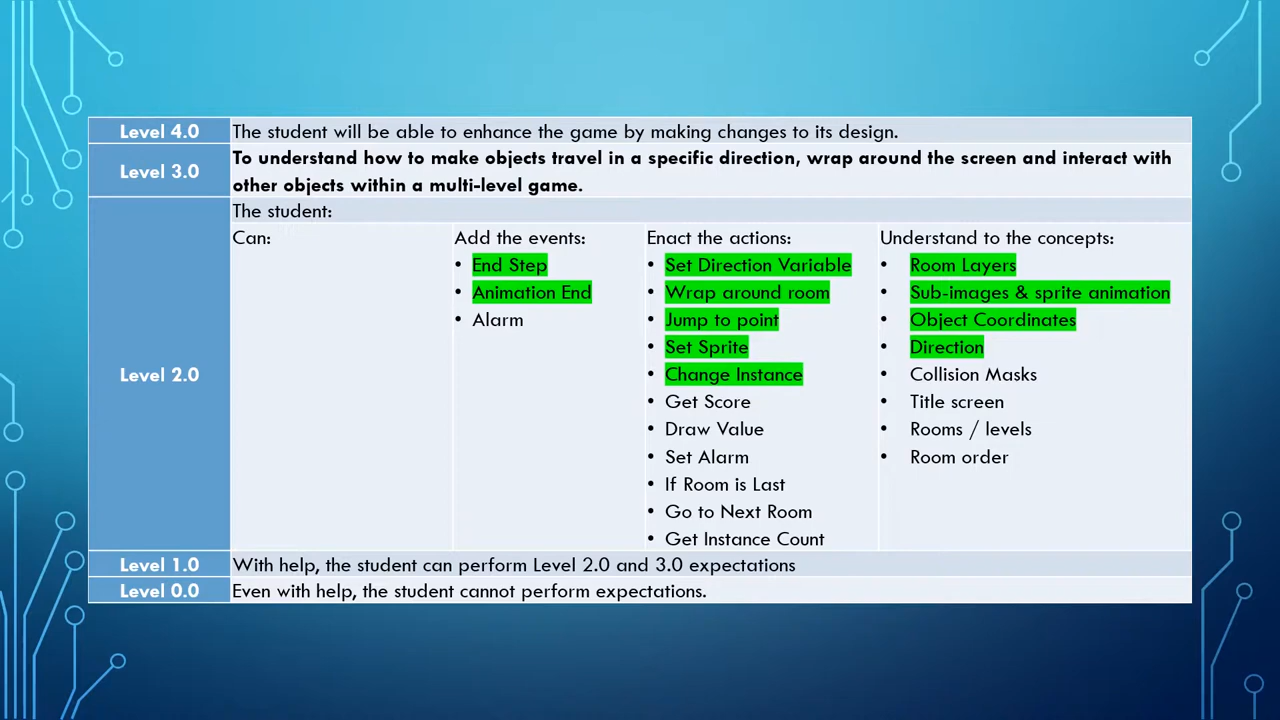 Level 4.0
The student will be able to enhance the game by making changes to its design.
Level 3.0
To understand how to make objects travel in a specific direction, wrap around the screen and interact with
other objects within a multi-level game.
Level 2.0
The student:
Can:
Add the events:
• End Step
• Animation End
• Alarm
Enact the actions:
• Set Direction Variable
• Wrap around room
• Jump to point
• Set Sprite
• Change Instance
• Get Score
• Draw Value
• Set Alarm
• If Room is Last
• Go to Next Room
• Get Instance Count
Understand to the concepts:
• Room Layers
• Sub-images & sprite animation
• Object Coordinates
• Direction
• Collision Masks
• Title screen
• Rooms / levels
• Room order
Level 1.0
With help, the student can perform Level 2.0 and 3.0 expectations
Level 0.0
Even with help, the student cannot perform expectations.